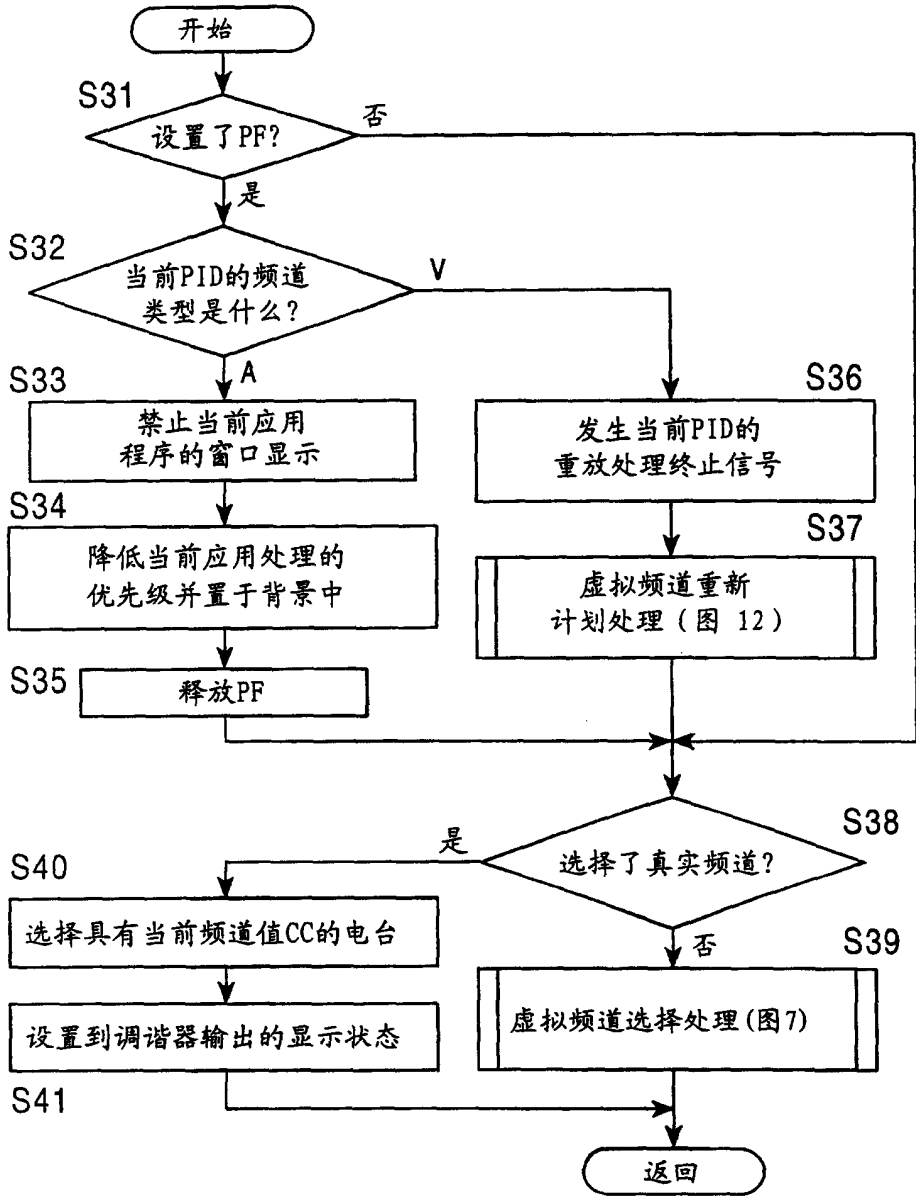 开始
S31
设置了PF?
否
是
S32
当前PID的频道
类型是什么?
V
A
S33
禁止当前应用
程序的窗口显示
S34
降低当前应用处理的
优先级并置于背景中
S35
释放PF
S36
发生当前PID的
重放处理终止信号
S37
虚拟频道重新
计划处理(图 12)
S38
选择了真实频道?
是
否
S40
选择具有当前频道值CC的电台
设置到调谐器输出的显示状态
S41
S39
虚拟频道选择处理(图7)
返回